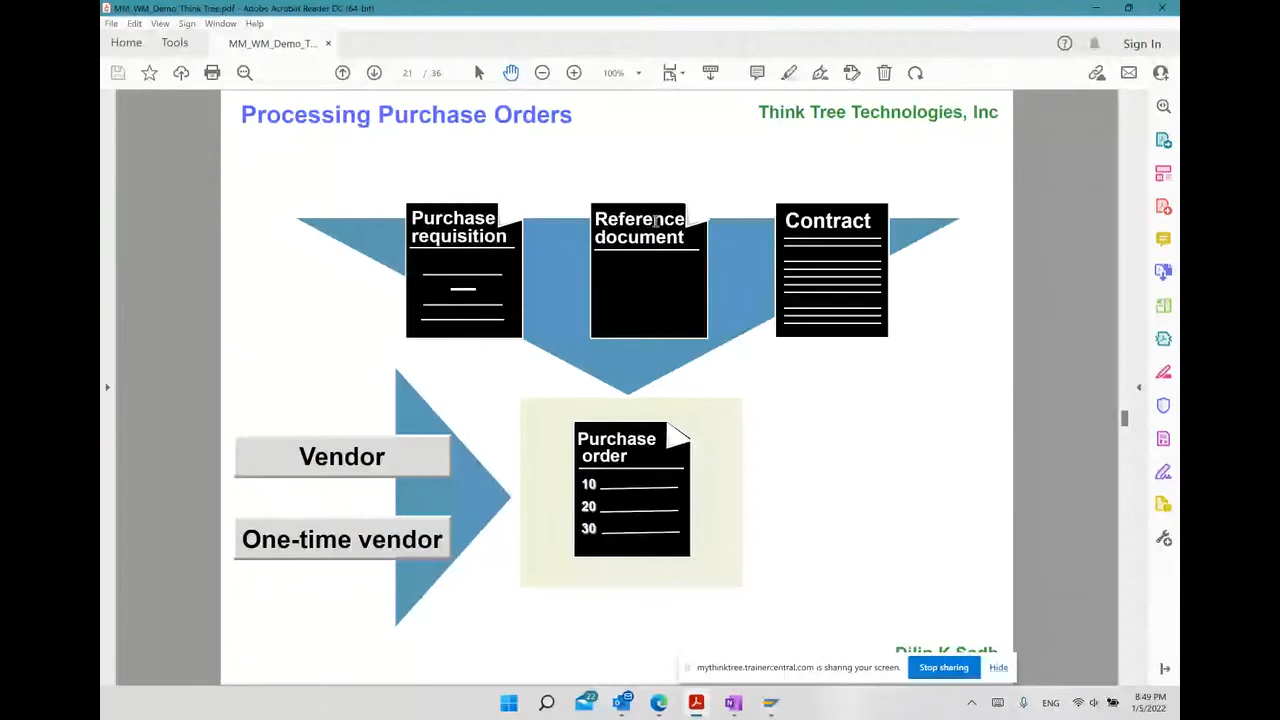 MM_WM_Demo_Think Tree.pdf - Adobe Acrobat Reader DC (64-bit)
File Edit View Sign Window Help
Home Tools MM_WM_Demo_T... × Sign In
21 / 36 100%
Processing Purchase Orders
Think Tree Technologies, Inc
Purchase
requisition
Reference
document
Contract
Purchase
order
10
20
30
Vendor
One-time vendor
Dilip K Sadh
mythinktree.trainercentral.com is sharing your screen. Stop sharing Hide
22
ENG
8:49 PM
1/5/2022